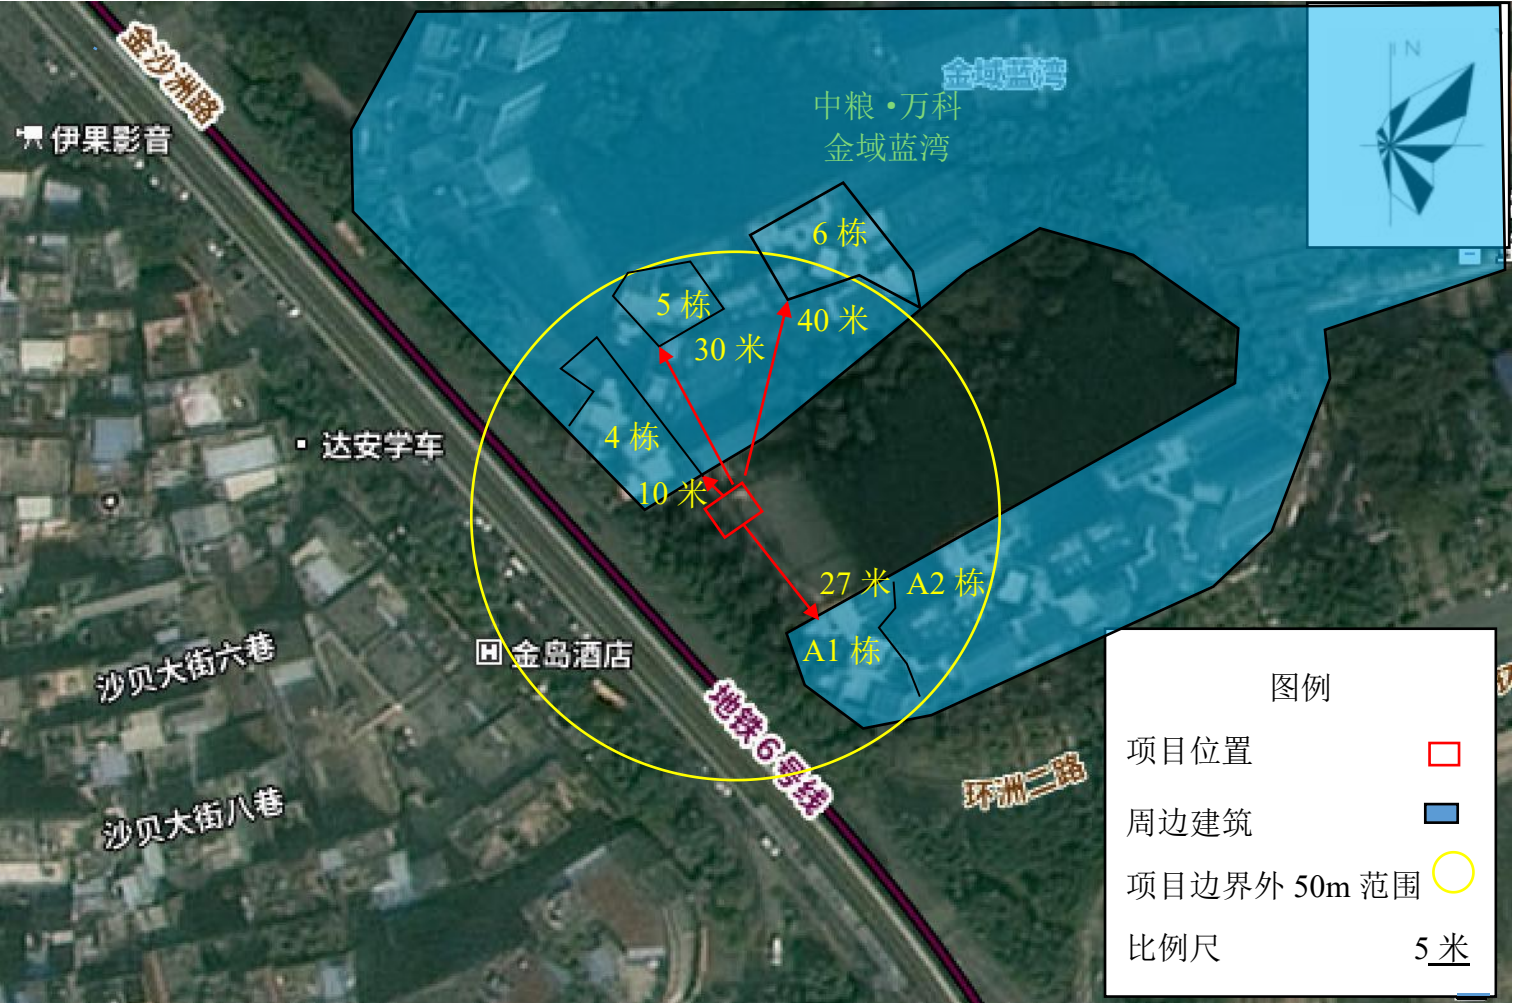 金沙洲路
伊果影音
金域蓝湾
中粮·万科
金域蓝湾
N
6 栋
5 栋
40 米
30 米
4 栋
达安学车
10 米
27 米
A2 栋
A1 栋
H 金岛酒店
沙贝大街六巷
地铁6号线
环洲二路
沙贝大街八巷
图例
项目位置
周边建筑
项目边界外 50m 范围
比例尺
5 米